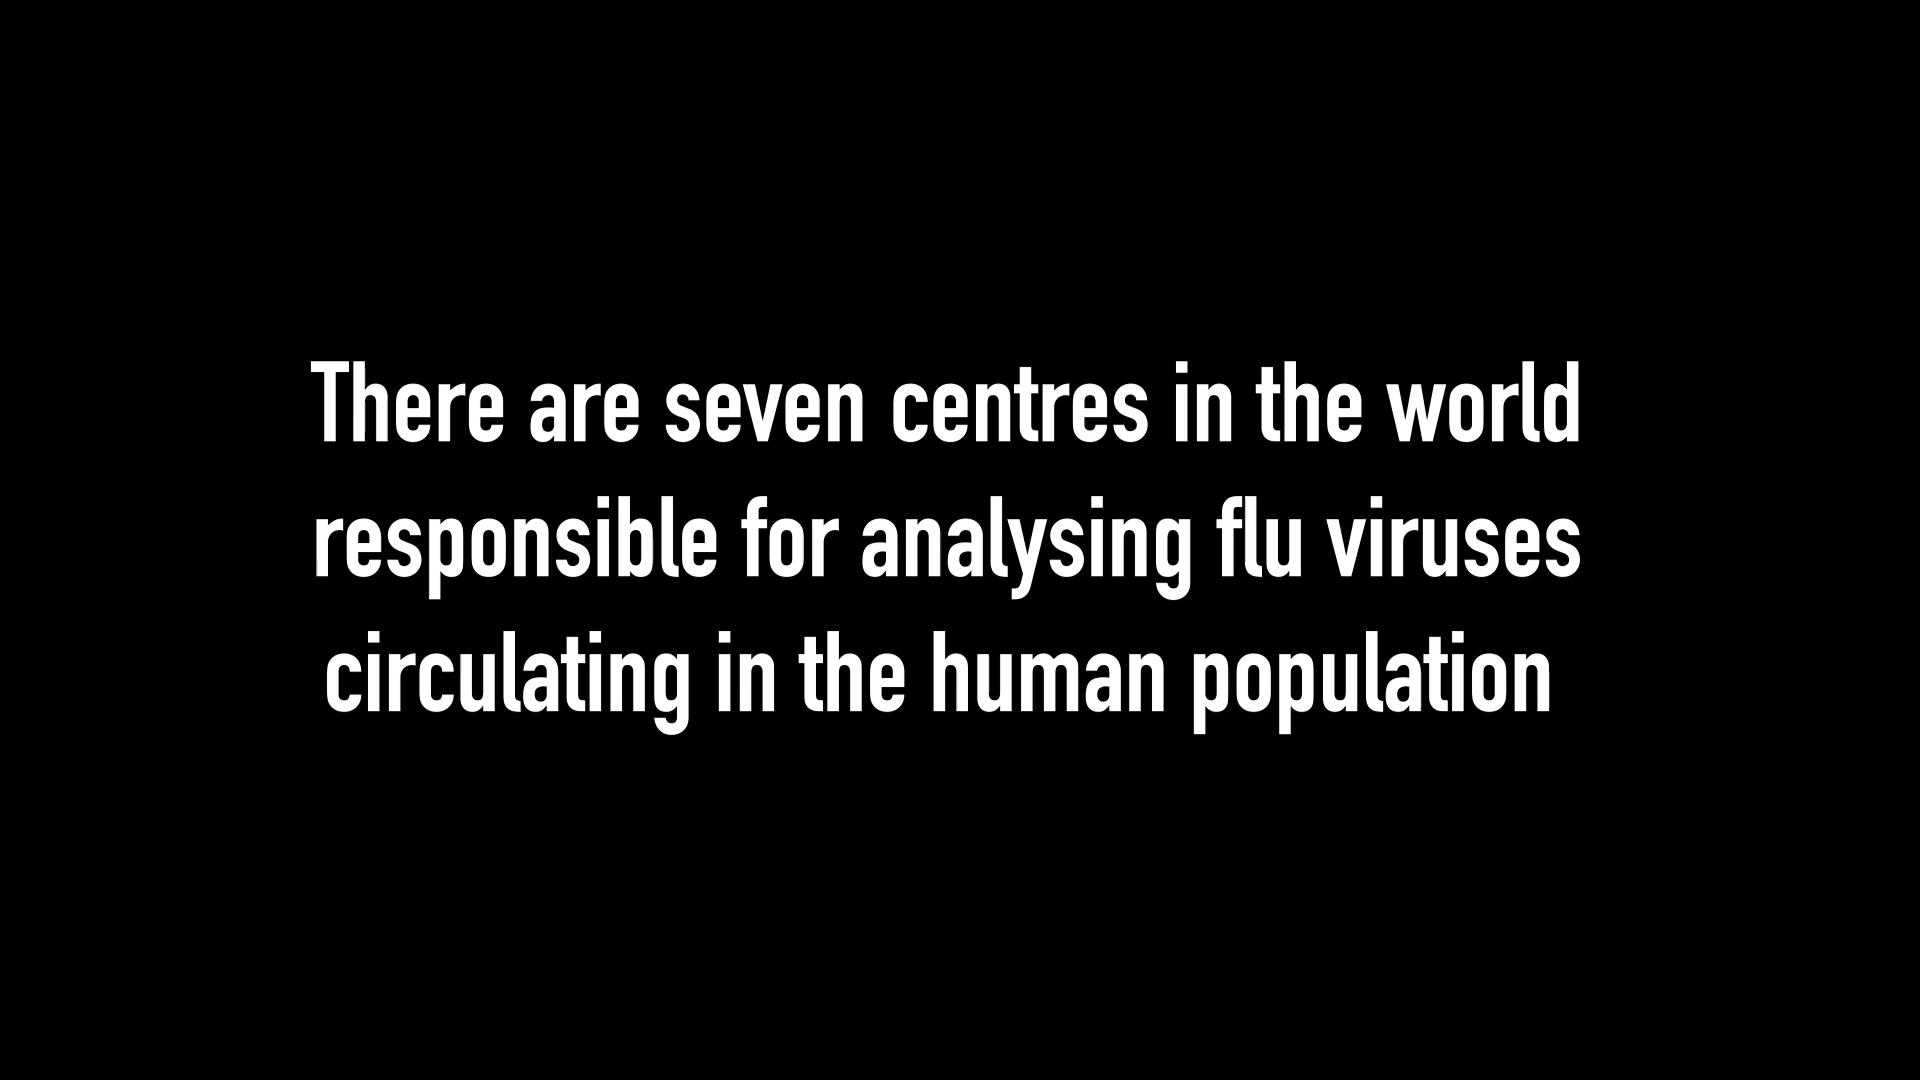 There are seven centres in the world
responsible for analysing flu viruses
circulating in the human population